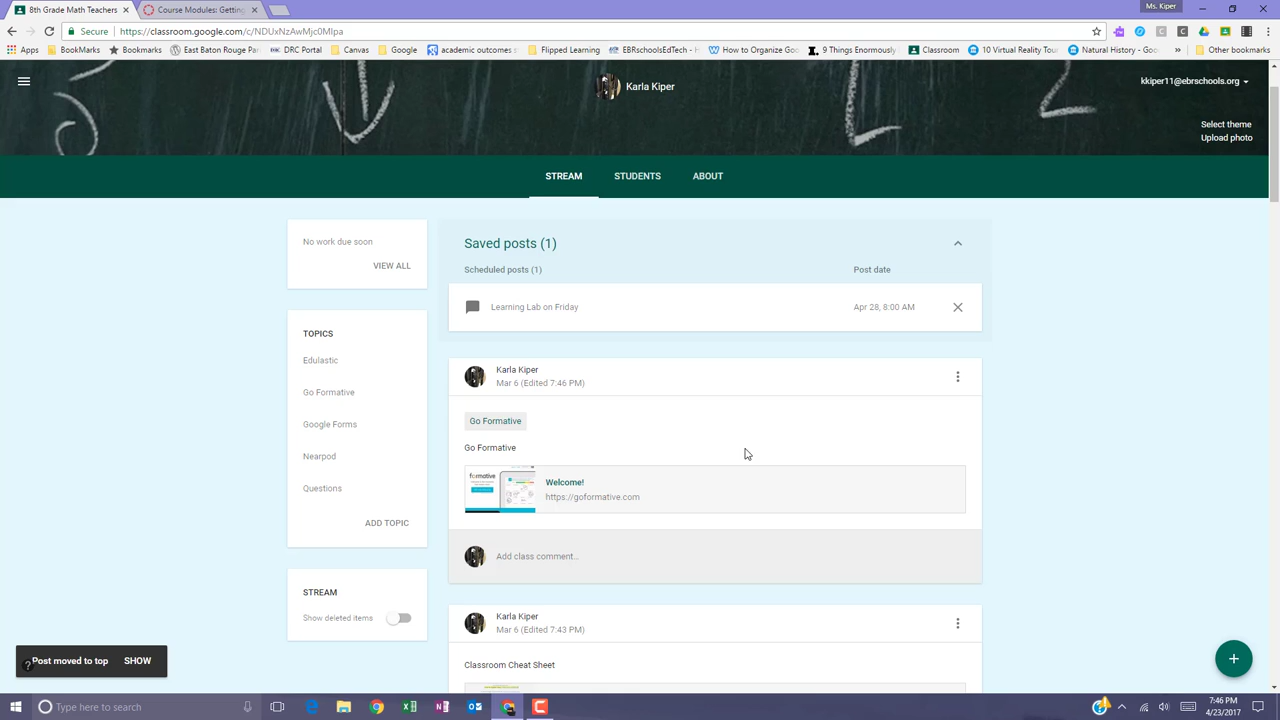 8th Grade Math Teachers
Course Modules: Getting
Ms. Kiper
Secure
https://classroom.google.com/c/NDUxNzAwMjc0Mlpa
Apps
BookMarks
Bookmarks
East Baton Rouge Par
DRC Portal
Canvas
Google
academic outcomes s
Flipped Learning
EBRschoolsEdTech - H
How to Organize Goo
9 Things Enormously
Classroom
10 Virtual Reality Tou
Natural History - Goo
»
Other bookmarks
Karla Kiper
kkiper11@ebrschools.org
Select theme
Upload photo
STREAM
STUDENTS
ABOUT
No work due soon
VIEW ALL
TOPICS
Edulastic
Go Formative
Google Forms
Nearpod
Questions
ADD TOPIC
STREAM
Show deleted items
Saved posts (1)
Scheduled posts (1)
Post date
Learning Lab on Friday
Apr 28, 8:00 AM
Karla Kiper
Mar 6 (Edited 7:46 PM)
Go Formative
Go Formative
formative
Welcome!
https://goformative.com
Add class comment...
Karla Kiper
Mar 6 (Edited 7:43 PM)
Classroom Cheat Sheet
Post moved to top
SHOW
Type here to search
7:46 PM
4/23/2017